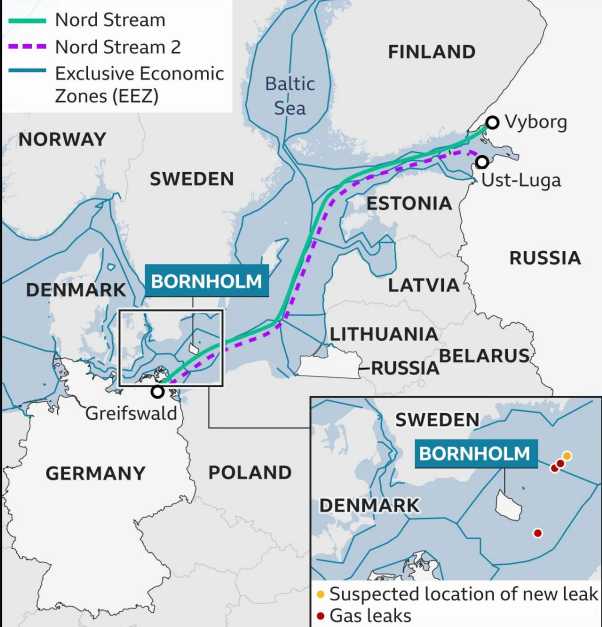 Nord Stream
Nord Stream 2
Exclusive Economic
Zones (EEZ)
FINLAND
Baltic
Sea
Vyborg
NORWAY
SWEDEN
Ust-Luga
ESTONIA
RUSSIA
BORNHOLM
DENMARK
LATVIA
LITHUANIA
BELARUS
RUSSIA
Greifswald
GERMANY
POLAND
SWEDEN
BORNHOLM
DENMARK
Suspected location of new leak
Gas leaks